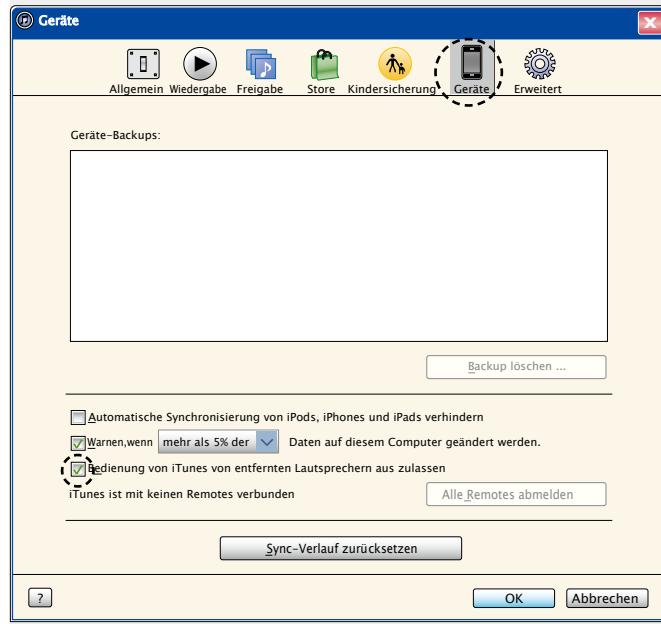 Geräte
Allgemein Wiedergabe Freigabe Store Kindersicherung Geräte Erweitert
Geräte-Backups:
Backup löschen ...
Automatische Synchronisierung von iPods, iPhones und iPads verhindern
Warnen,wenn mehr als 5% der Daten auf diesem Computer geändert werden.
Bedienung von iTunes von entfernten Lautsprechern aus zulassen
iTunes ist mit keinen Remotes verbunden Alle Remotes abmelden
Sync-Verlauf zurücksetzen
? OK Abbrechen